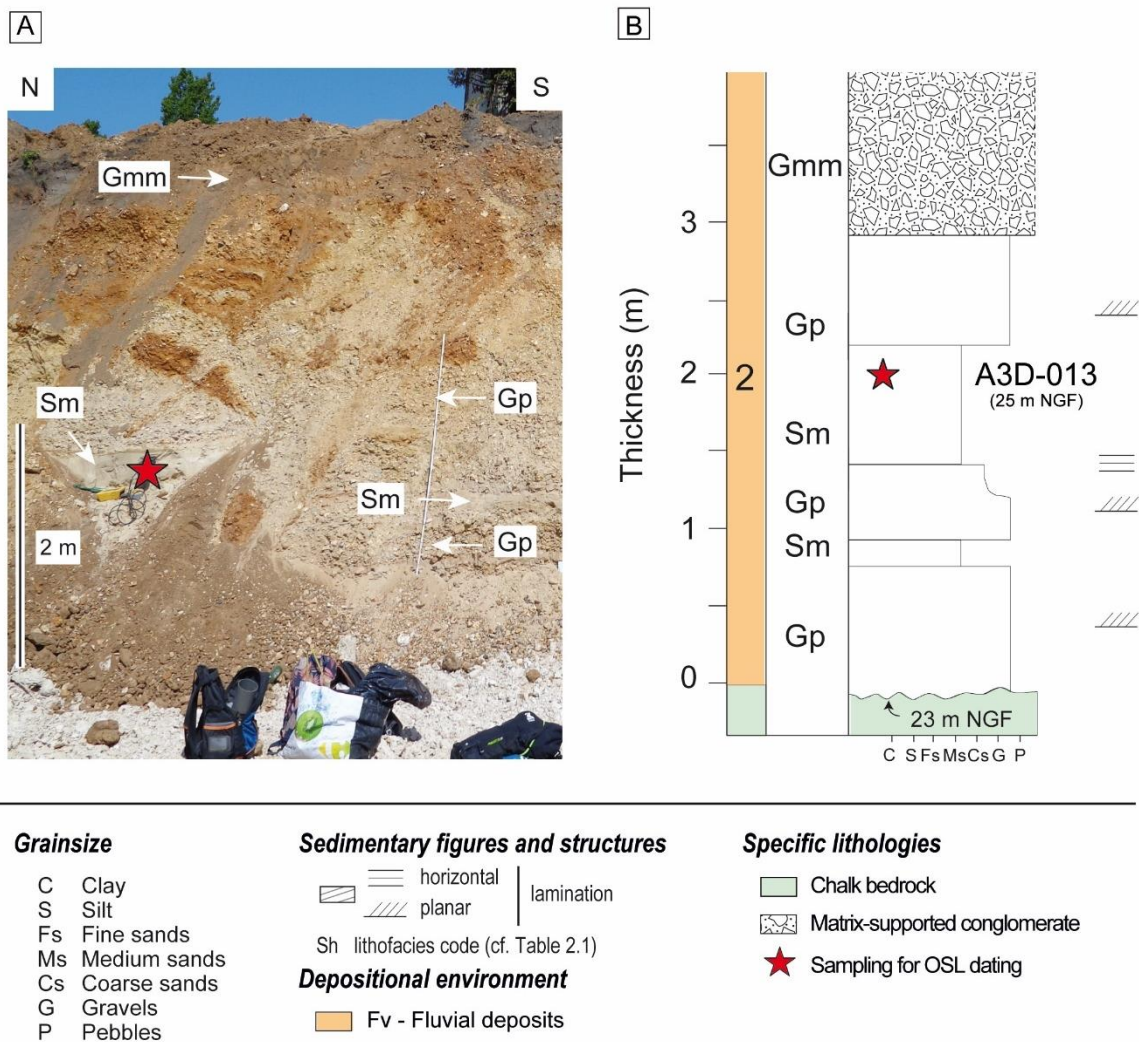 A
N
S
Gmm
Sm
Gp
Sm
Gp
2 m
B
Thickness (m)
3
2
1
0
2
Gmm
Gp
Sm
Gp
Sm
Gp
A3D-013
(25 m NGF)
23 m NGF
C S Fs Ms Cs G P
Grainsize
C Clay
S Silt
Fs Fine sands
Ms Medium sands
Cs Coarse sands
G Gravels
P Pebbles
Sedimentary figures and structures
horizontal
planar
lamination
Sh lithofacies code (cf. Table 2.1)
Depositional environment
Fv - Fluvial deposits
Specific lithologies
Chalk bedrock
Matrix-supported conglomerate
Sampling for OSL dating